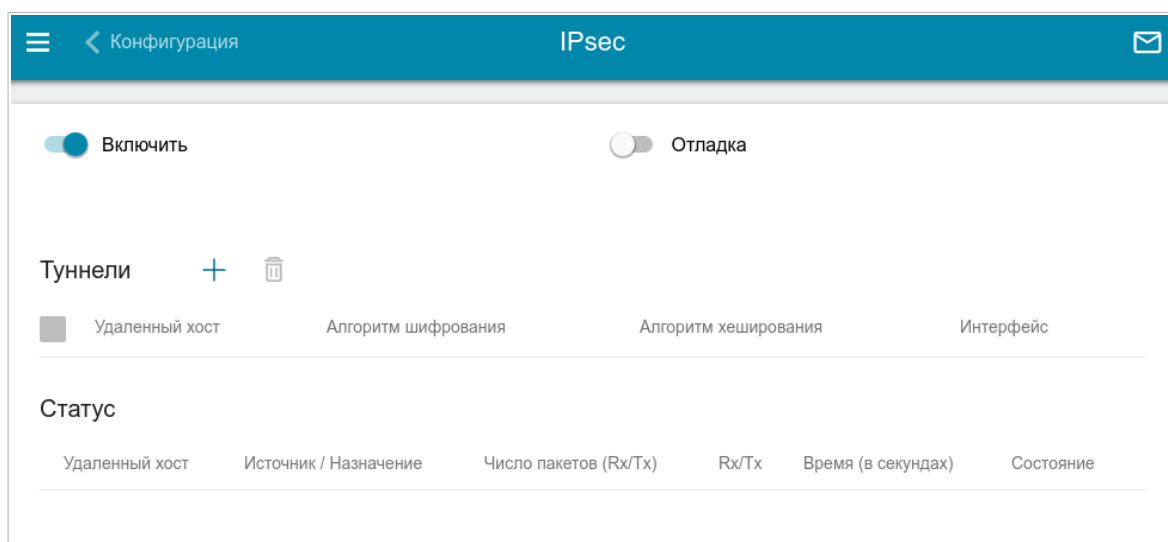 Конфигурация IPsec
Включить Отладка
Туннели
Удаленный хост Алгоритм шифрования Алгоритм хеширования Интерфейс
Статус
Удаленный хост Источник / Назначение Число пакетов (Rx/Tx) Rx/Tx Время (в секундах) Состояние